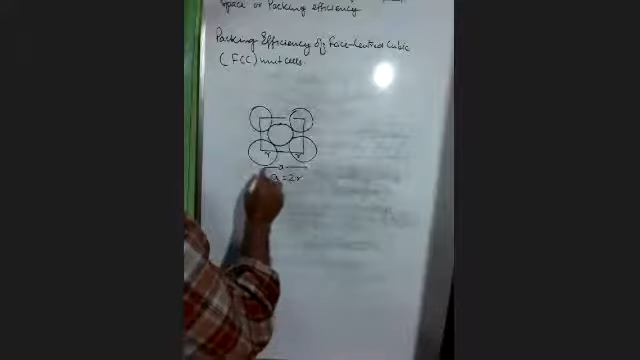 Space or Packing efficiency
Packing Efficiency of Face-Centred Cubic
(FCC) unit cells.
r r
a
a = 2r